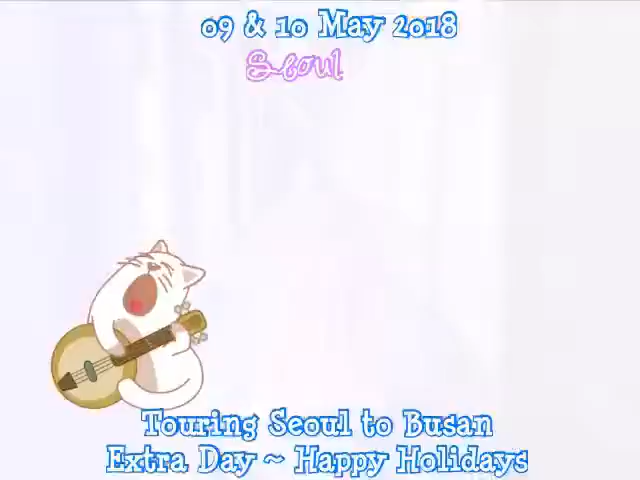 09 & 10 May 2018
Seoul
Touring Seoul to Busan
Extra Day ~ Happy Holidays